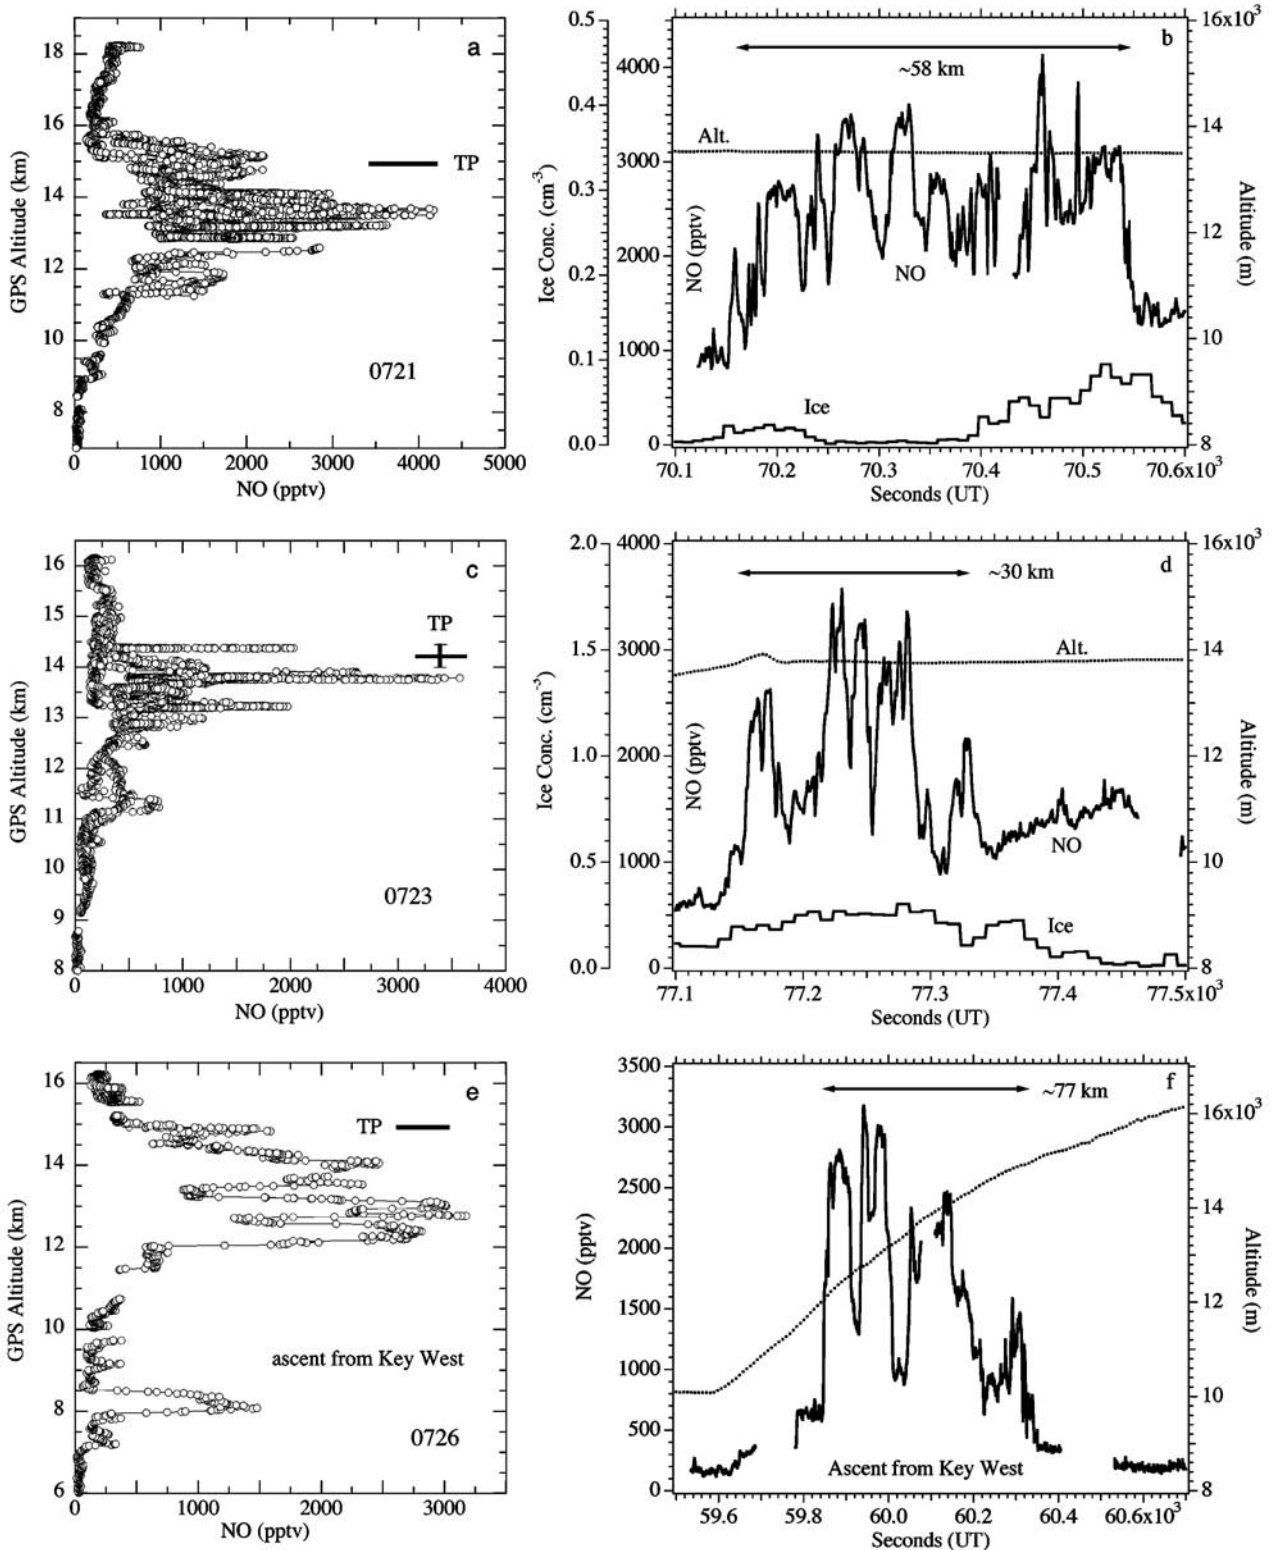 a
18
16
14
12
10
8
GPS Altitude (km)
TP
0721
0 1000 2000 3000 4000 5000
NO (pptv)
b
0.5
0.4
0.3
0.2
0.1
0.0
Ice Conc. (cm-3)
4000
3000
2000
1000
0
NO (pptv)
~58 km
Alt.
NO
Ice
16x10³
14
12
10
8
Altitude (m)
70.1 70.2 70.3 70.4 70.5 70.6x10³
Seconds (UT)
c
16
15
14
13
12
11
10
9
8
GPS Altitude (km)
TP
0723
0 1000 2000 3000 4000
NO (pptv)
d
2.0
1.5
1.0
0.5
0.0
Ice Conc. (cm-3)
4000
3000
2000
1000
0
NO (pptv)
~30 km
Alt.
NO
Ice
16x10³
14
12
10
8
Altitude (m)
77.1 77.2 77.3 77.4 77.5x10³
Seconds (UT)
e
16
14
12
10
8
6
GPS Altitude (km)
TP
ascent from Key West
0726
0 1000 2000 3000
NO (pptv)
f
3500
3000
2500
2000
1500
1000
500
0
NO (pptv)
~77 km
Ascent from Key West
16x10³
14
12
10
8
Altitude (m)
59.6 59.8 60.0 60.2 60.4 60.6x10³
Seconds (UT)